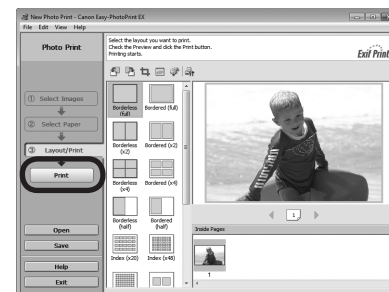 New Photo Print - Canon Easy-PhotoPrint EX
File Edit View Help
Photo Print
Select the layout you want to print.
Check the Preview and click the Print button.
Printing starts.
Exif Print
① Select Images
② Select Paper
③ Layout/Print
Print
Open
Save
Help
Exit
Borderless (full)
Bordered (full)
Borderless (x2)
Bordered (x2)
Borderless (x4)
Bordered (x4)
Borderless (half)
Bordered (half)
Index (x20)
Index (x48)
1
Inside Pages
1